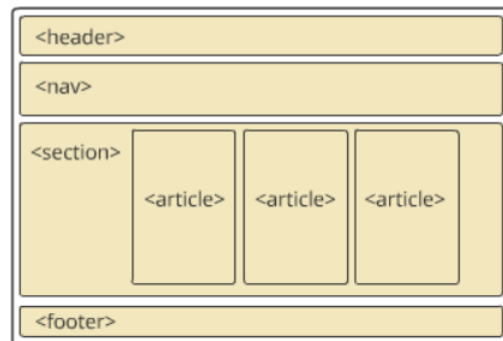 <header>
<nav>
<section>
<article> <article> <article>
<footer>